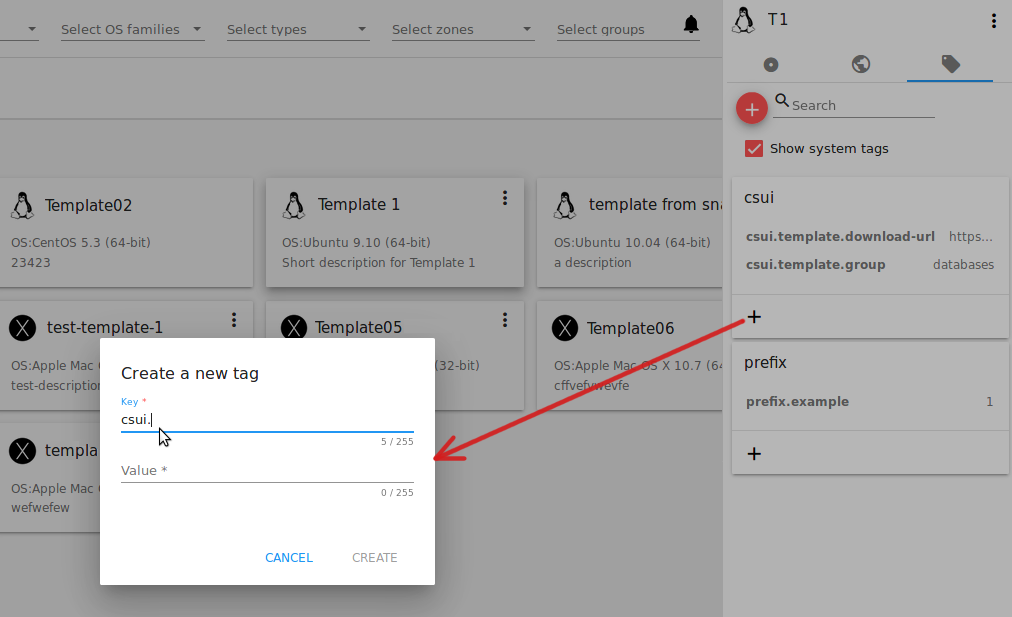 Select OS families
Select types
Select zones
Select groups
T1
Search
Show system tags
csui
csui.template.download-url https...
csui.template.group databases
+
prefix
prefix.example 1
+
Template02
OS:CentOS 5.3 (64-bit)
23423
Template 1
OS:Ubuntu 9.10 (64-bit)
Short description for Template 1
template from sna
OS:Ubuntu 10.04 (64-bit)
a description
test-template-1
OS:Apple Mac
test-description
Template05
(32-bit)
Template06
OS:Apple Mac OS X 10.7 (64
cffvefvwevfe
templa
OS:Apple Mac
wefwefew
Create a new tag
Key *
csui.
5 / 255
Value *
0 / 255
CANCEL
CREATE